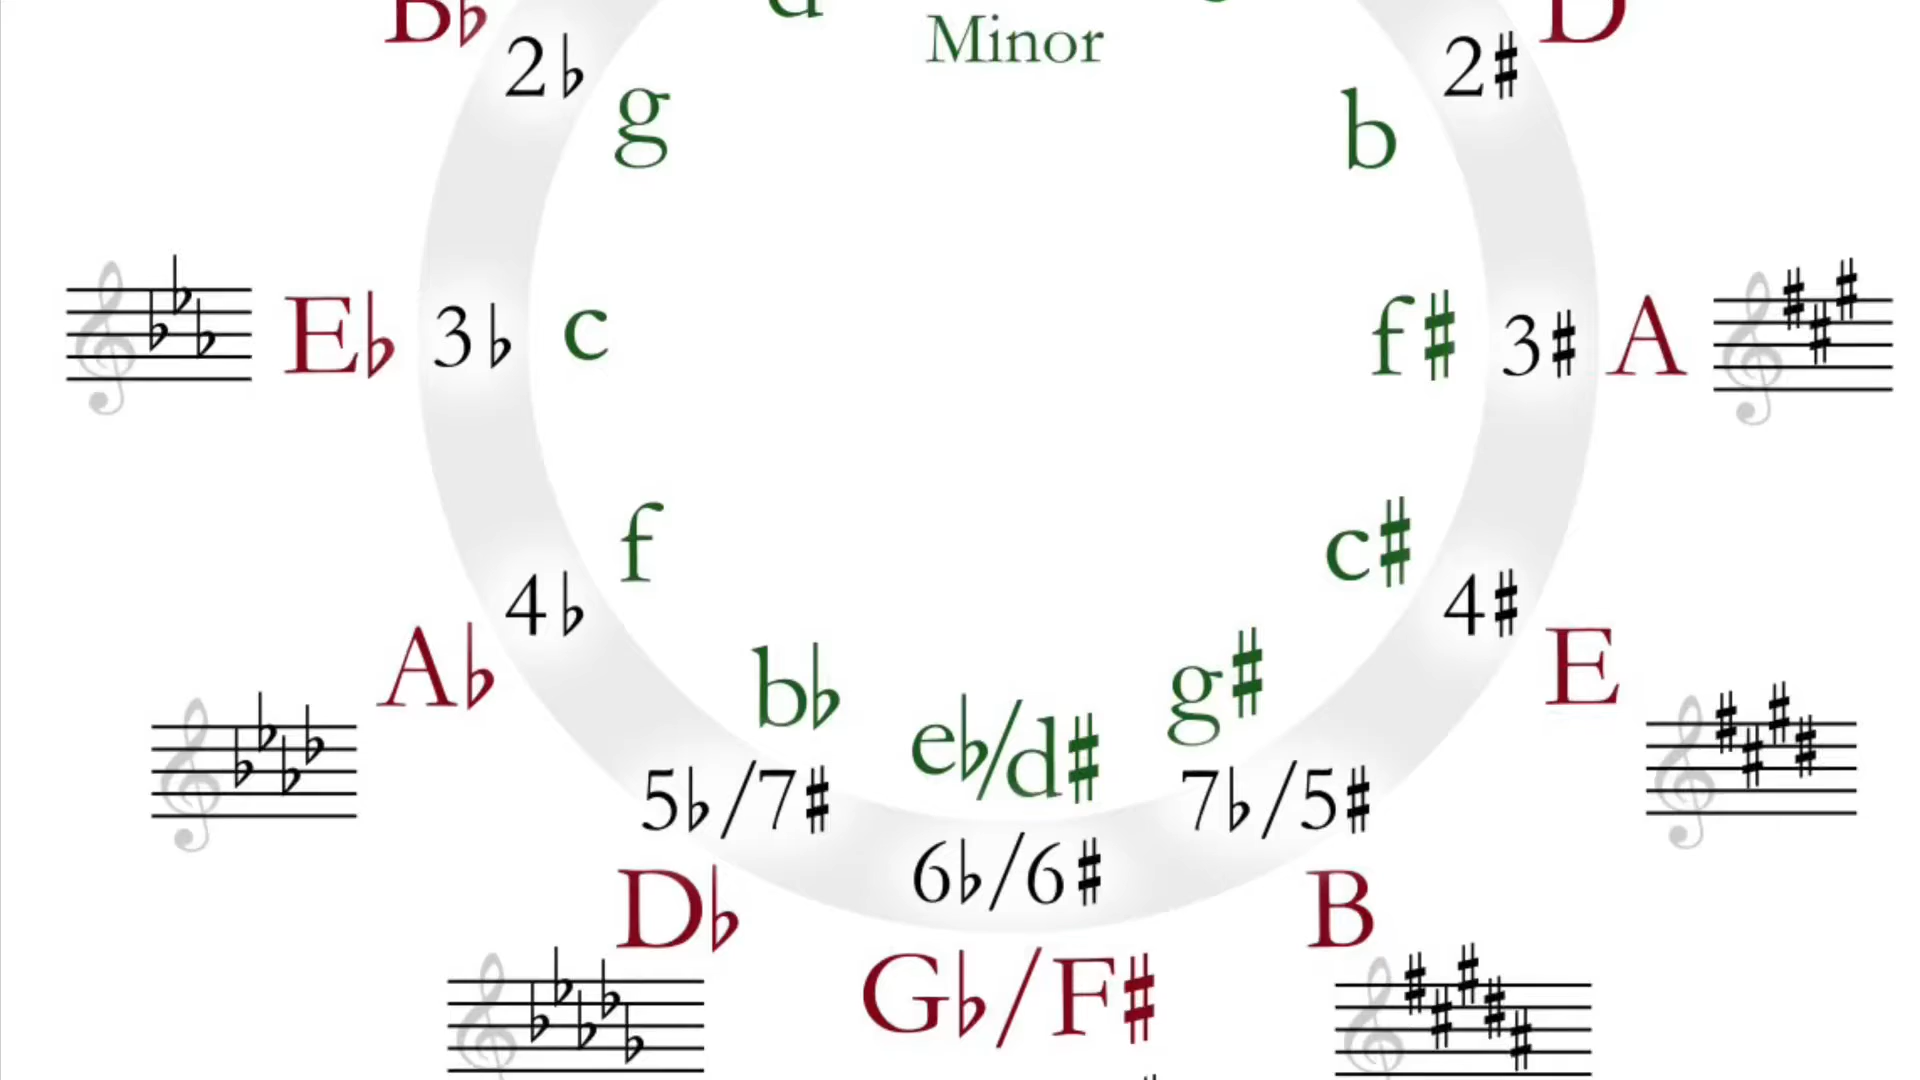 B♭
d
Minor
D
2♭
2♯
g
b
E♭
3♭
c
f♯
3♯
A
f
c♯
4♭
4♯
A♭
E
b♭
e♭/d♯
g♯
5♭/7♯
7♭/5♯
6♭/6♯
D♭
B
G♭/F♯